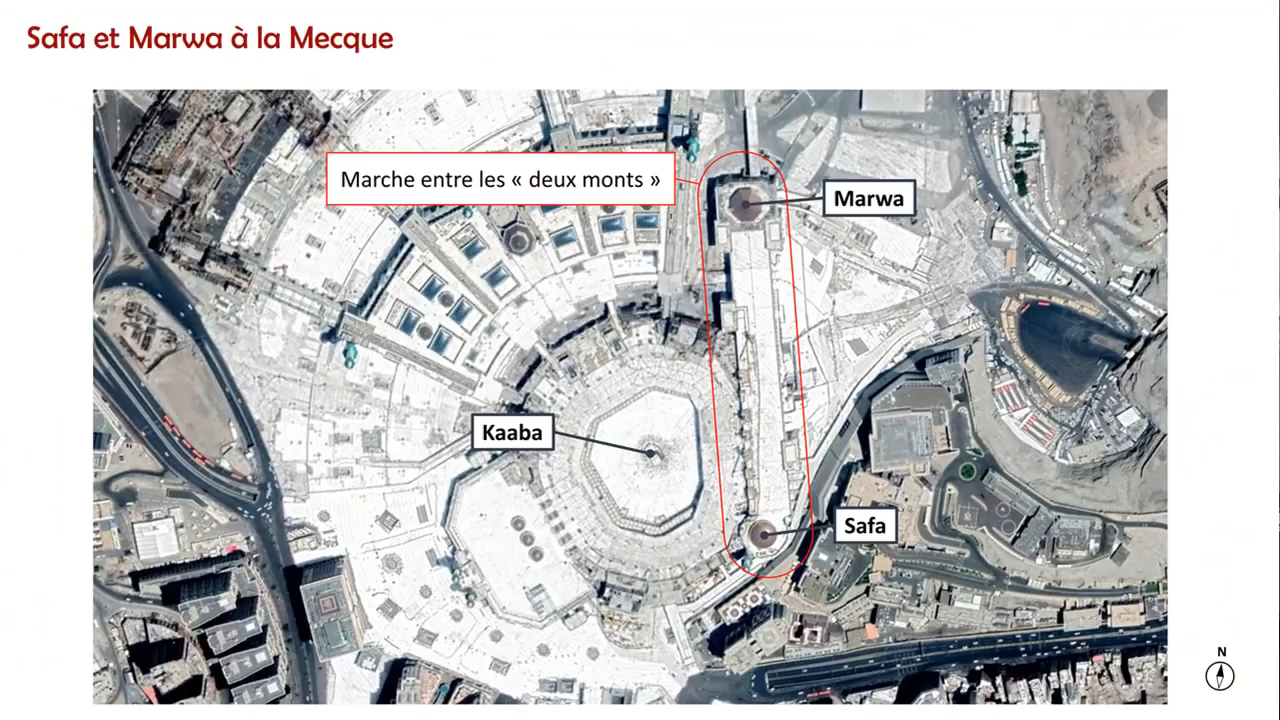 Safa et Marwa à la Mecque
Marche entre les « deux monts »
Marwa
Kaaba
Safa
N